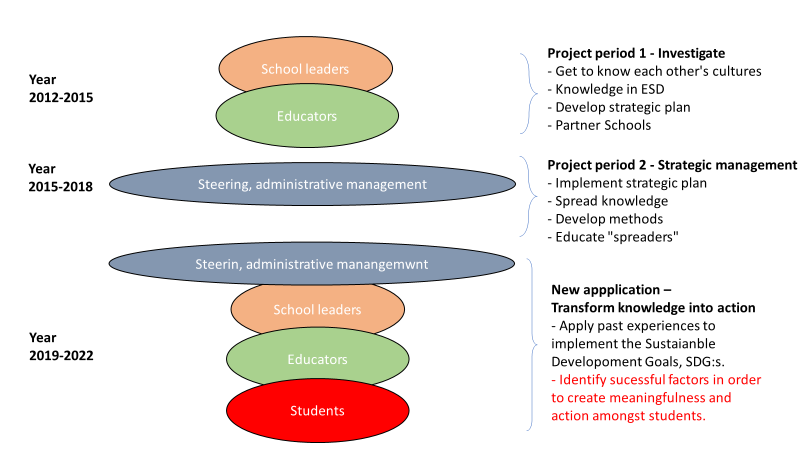 School leaders
Educators
Year
2012-2015
Project period 1 - Investigate
- Get to know each other's cultures
- Knowledge in ESD
- Develop strategic plan
- Partner Schools
Year
2015-2018
Steering, administrative management
Project period 2 - Strategic management
- Implement strategic plan
- Spread knowledge
- Develop methods
- Educate "spreaders"
Steerin, administrative manangemwnt
School leaders
Educators
Students
Year
2019-2022
New appplication –
Transform knowledge into action
- Apply past experiences to
implement the Sustaianble
Developoment Goals, SDG:s.
- Identify sucessful factors in order
to create meaningfulness and
action amongst students.